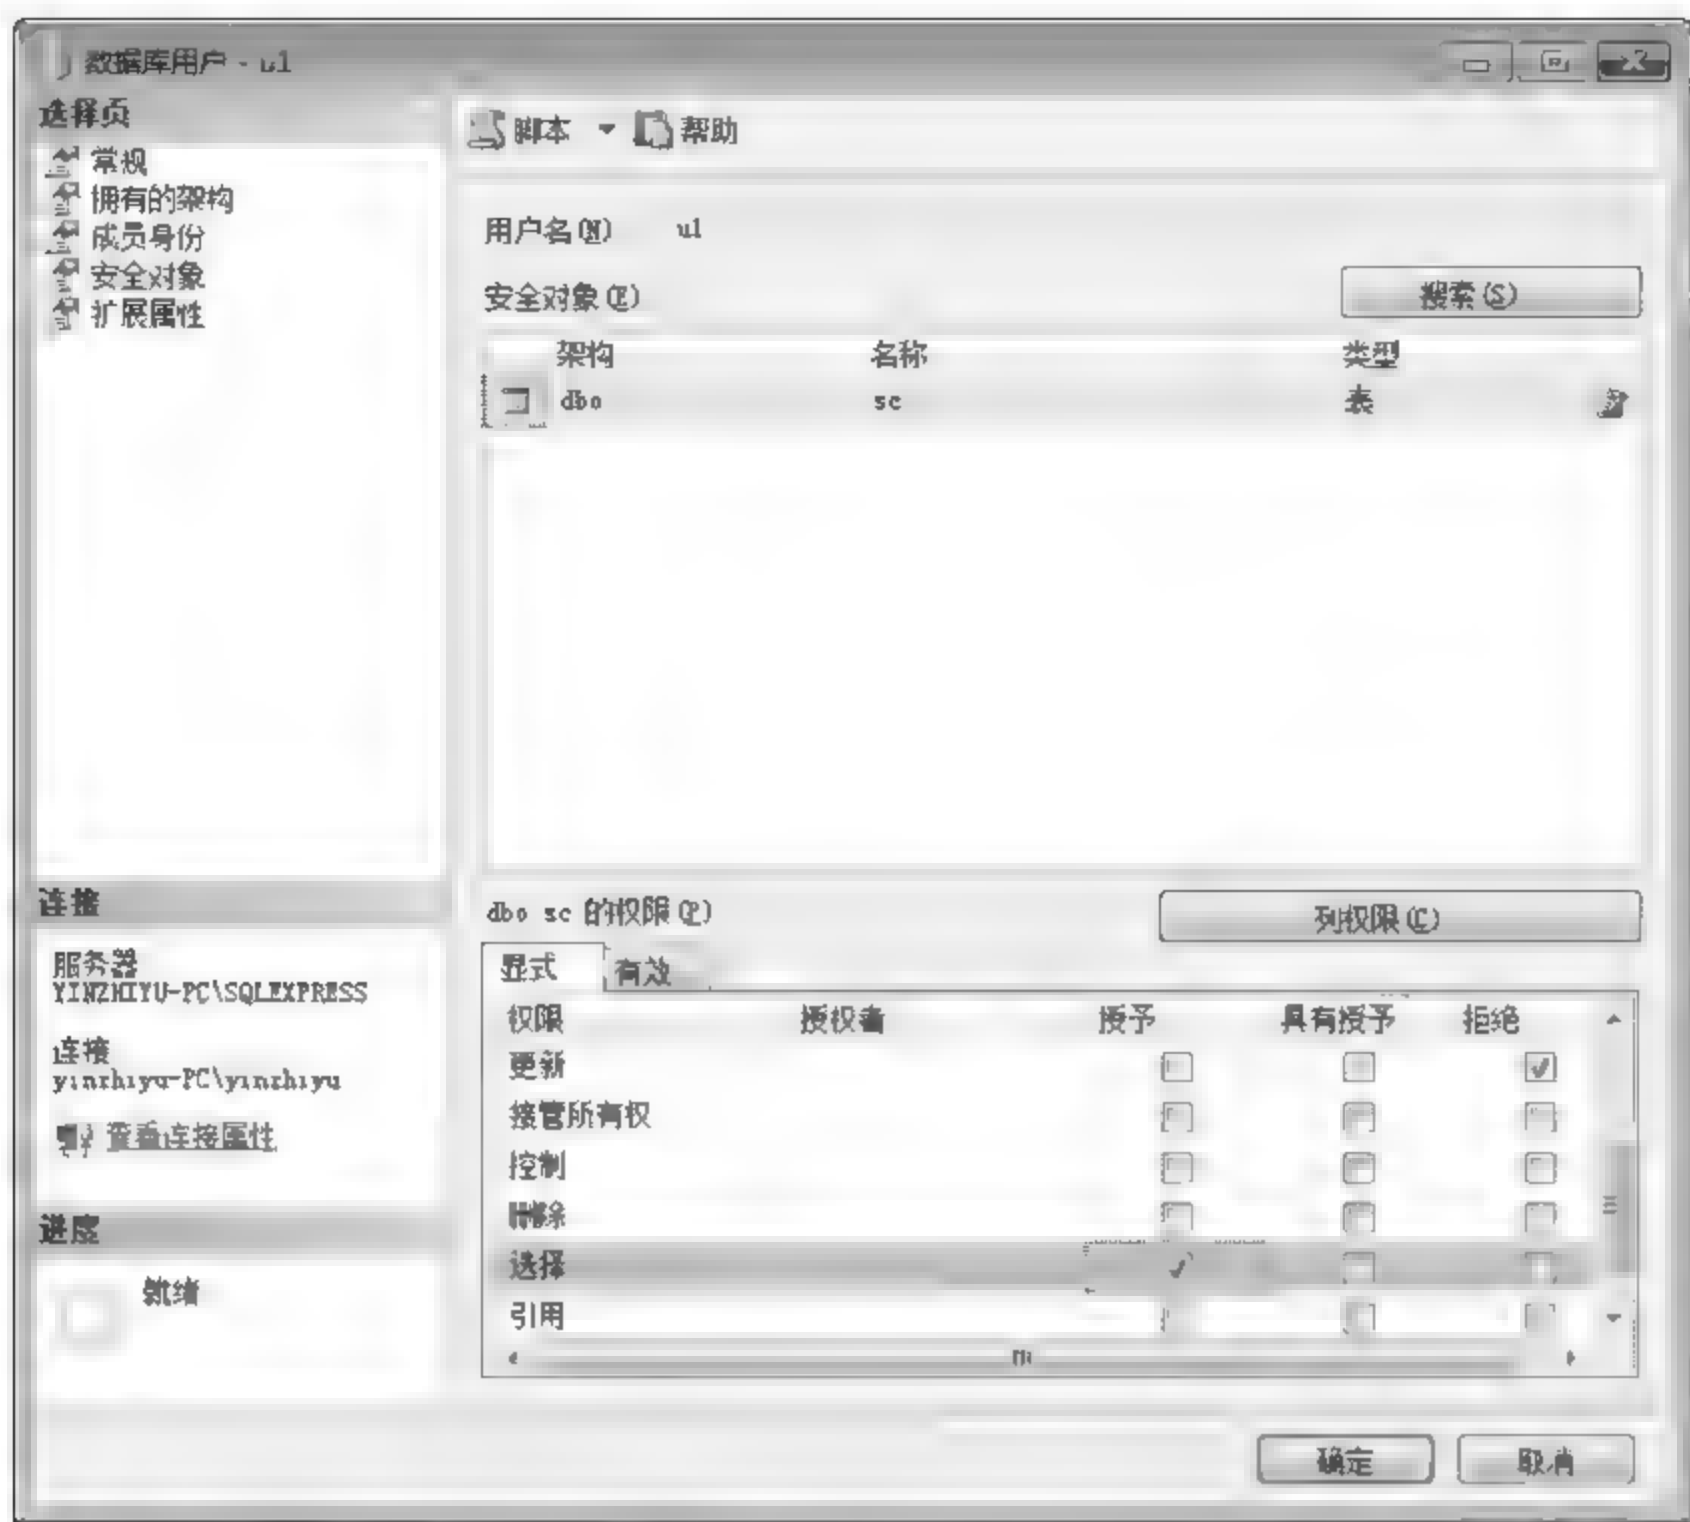 数据库用户 - u1
选择页
常规
拥有的架构
成员身份
安全对象
扩展属性
脚本 帮助
用户名(N) u1
安全对象(E)
搜索(S)
架构 名称 类型
dbo sc 表
连接
服务器
YINZHIYU-PC\SQLEXPRESS
连接
yinzhiyu-PC\yinzhiyu
查看连接属性
进度
就绪
dbo sc 的权限(P)
列权限(C)
显式 有效
权限 授权者 授予 具有授予 拒绝
更新
接管所有权
控制
删除
选择
引用
确定 取消